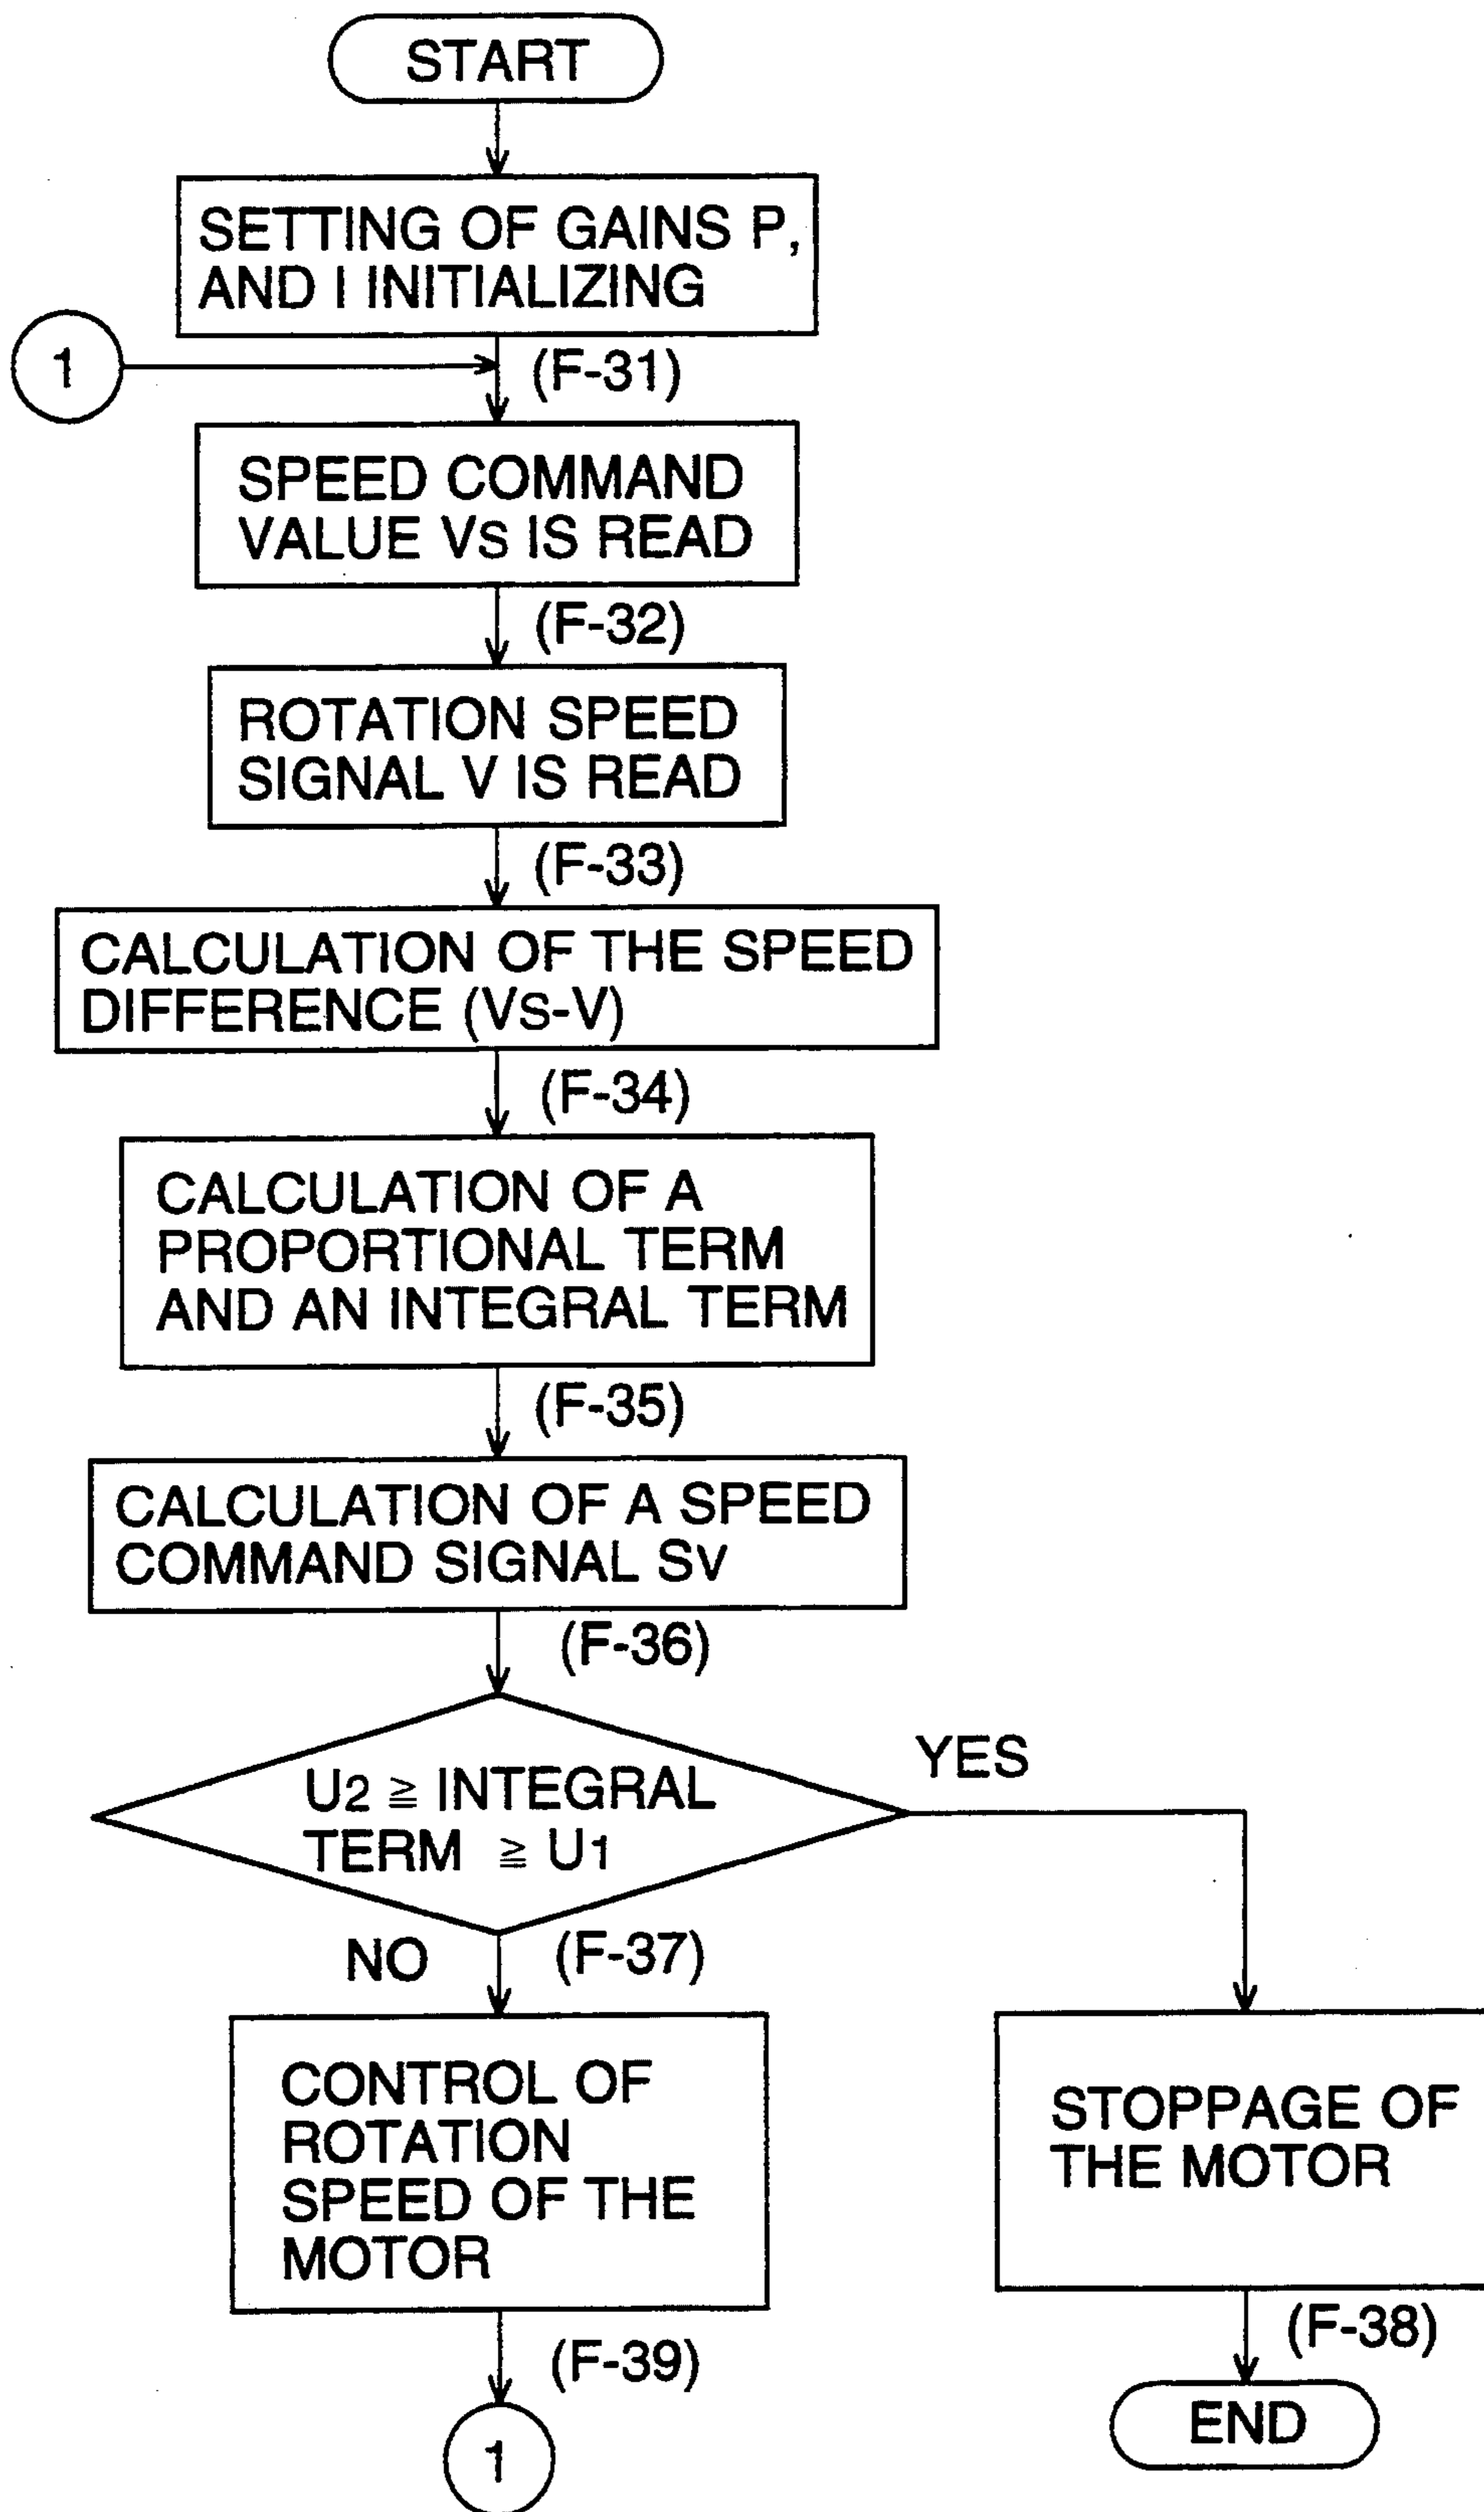 START
SETTING OF GAINS P,
AND I INITIALIZING
1
(F-31)
SPEED COMMAND
VALUE VS IS READ
(F-32)
ROTATION SPEED
SIGNAL V IS READ
(F-33)
CALCULATION OF THE SPEED
DIFFERENCE (VS-V)
(F-34)
CALCULATION OF A
PROPORTIONAL TERM
AND AN INTEGRAL TERM
(F-35)
CALCULATION OF A SPEED
COMMAND SIGNAL SV
(F-36)
U2 ≧ INTEGRAL
TERM ≧ U1
YES
NO
(F-37)
CONTROL OF
ROTATION
SPEED OF THE
MOTOR
STOPPAGE OF
THE MOTOR
(F-39)
(F-38)
1
END